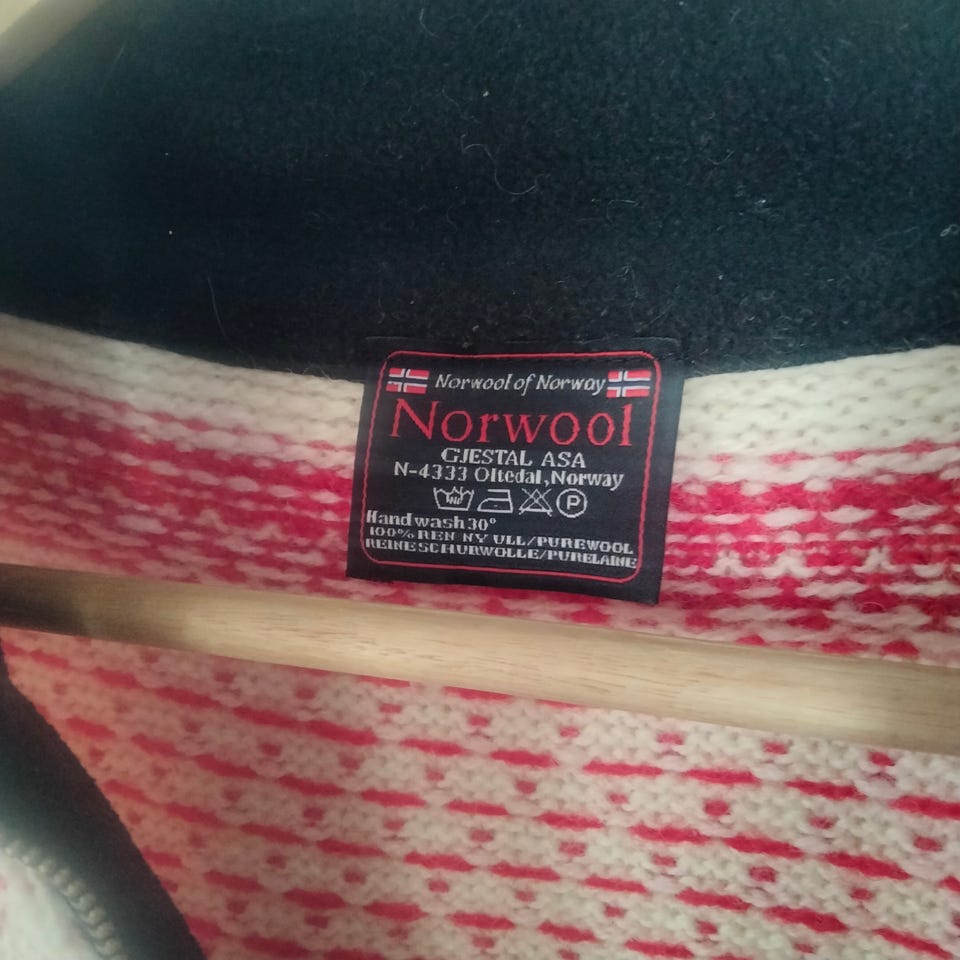 Norwool of Norway
Norwool
GJESTAL ASA
N-4333 Oltedal, Norway
P
Hand wash 30°
100% REN NY ULL/PUREWOOL
REINE SCHURWOLLE/PURELAINE